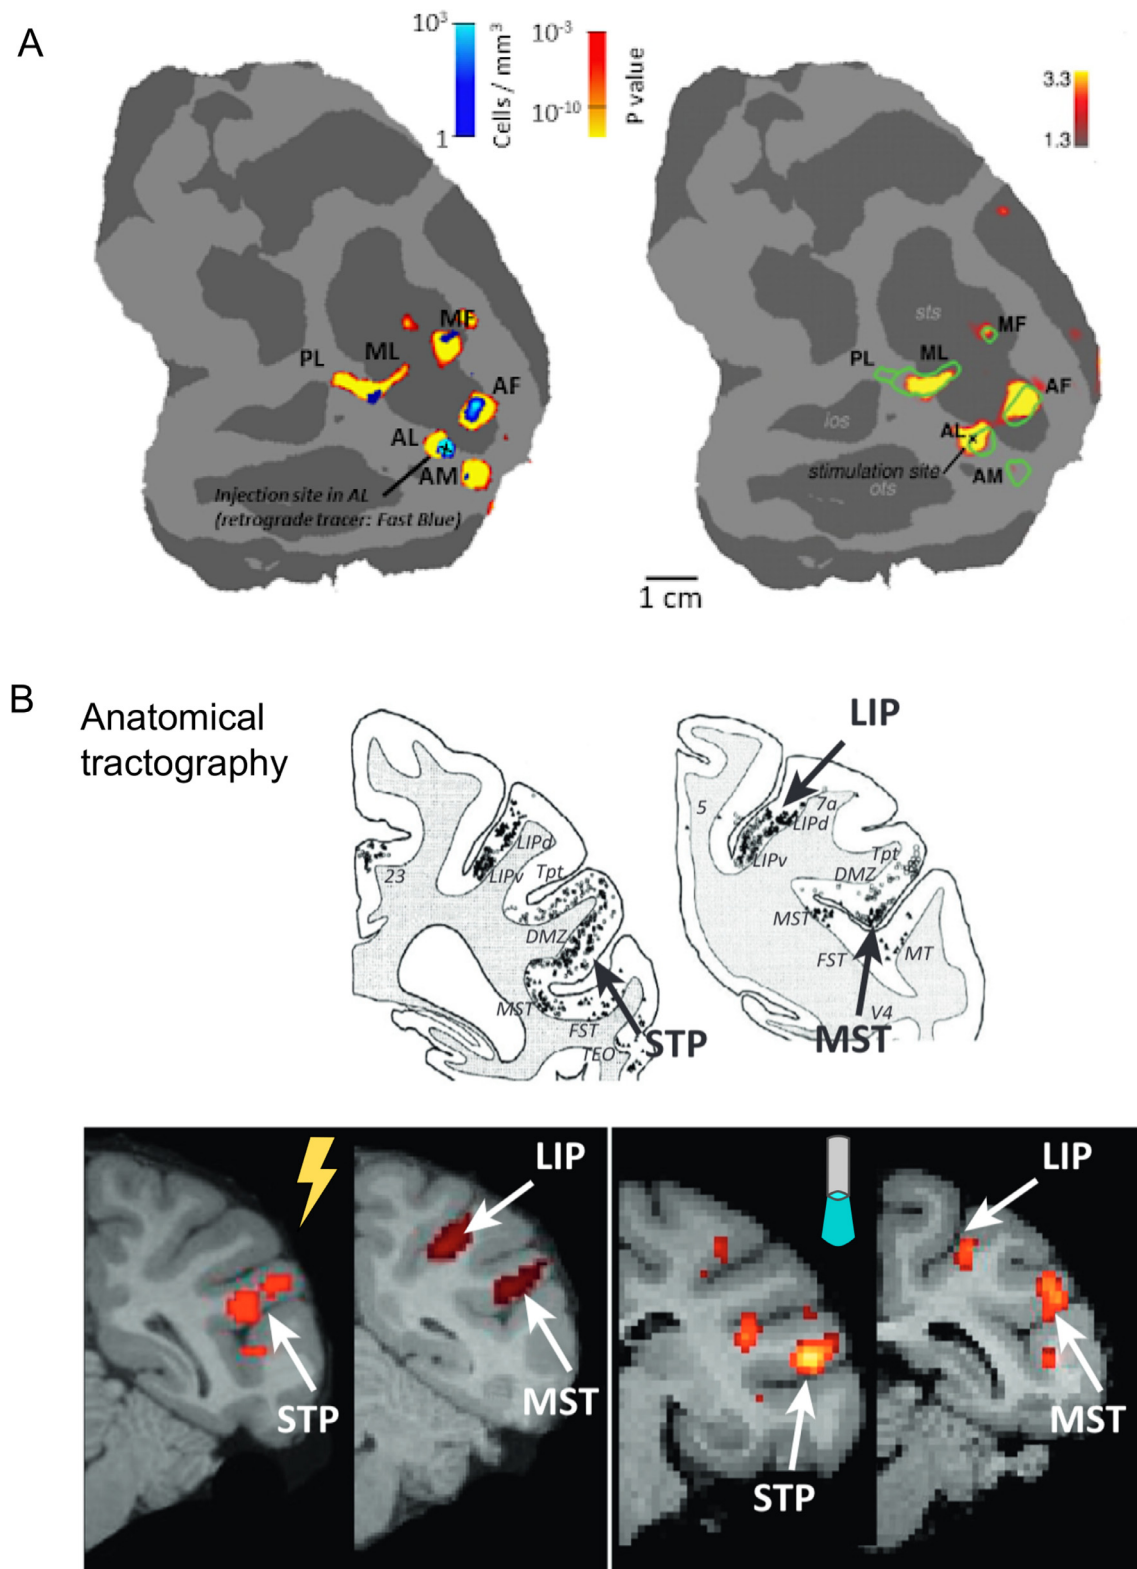 A
10³
1
Cells / mm³
10⁻³
10⁻¹⁰
P value
3.3
1.3
PL
ML
MF
AF
AL
AM
Injection site in AL
(retrograde tracer: Fast Blue)
sts
MF
PL
ML
AF
ios
AL
stimulation site
AM
ots
1 cm
B
Anatomical
tractography
LIP
23
LIPd
LIPv
Tpt
DMZ
MST
FST
TEO
STP
5
7a
LIPd
LIPv
Tpt
DMZ
MST
FST
MT
V4
MST
LIP
STP
MST
LIP
STP
MST